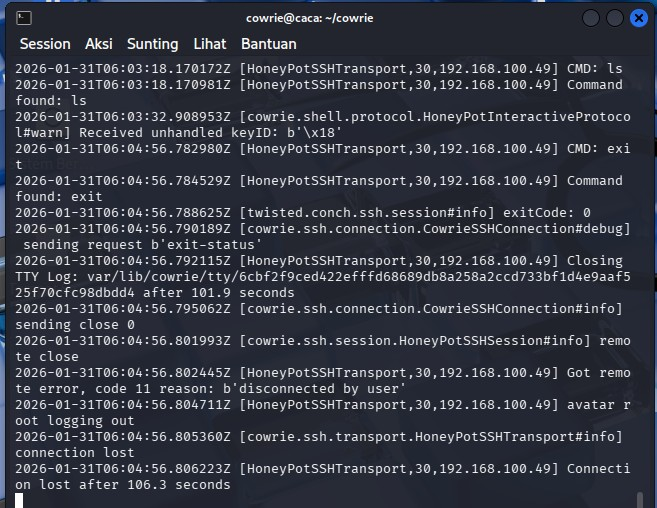 cowrie@caca: ~/cowrie
Session Aksi Sunting Lihat Bantuan
2026-01-31T06:03:18.170172Z [HoneyPotSSHTransport,30,192.168.100.49] CMD: ls
2026-01-31T06:03:18.170981Z [HoneyPotSSHTransport,30,192.168.100.49] Command
found: ls
2026-01-31T06:03:32.908953Z [cowrie.shell.protocol.HoneyPotInteractiveProtoco
l#warn] Received unhandled keyID: b'\x18'
2026-01-31T06:04:56.782980Z [HoneyPotSSHTransport,30,192.168.100.49] CMD: exi
t
2026-01-31T06:04:56.784529Z [HoneyPotSSHTransport,30,192.168.100.49] Command
found: exit
2026-01-31T06:04:56.788625Z [twisted.conch.ssh.session#info] exitCode: 0
2026-01-31T06:04:56.790189Z [cowrie.ssh.connection.CowrieSSHConnection#debug]
 sending request b'exit-status'
2026-01-31T06:04:56.792115Z [HoneyPotSSHTransport,30,192.168.100.49] Closing
TTY Log: var/lib/cowrie/tty/6cbf2f9ced422efffd68689db8a258a2ccd733bf1d4e9aaf5
25f70cfc98dbdd4 after 101.9 seconds
2026-01-31T06:04:56.795062Z [cowrie.ssh.connection.CowrieSSHConnection#info]
sending close 0
2026-01-31T06:04:56.801993Z [cowrie.ssh.session.HoneyPotSSHSession#info] remo
te close
2026-01-31T06:04:56.802445Z [HoneyPotSSHTransport,30,192.168.100.49] Got remo
te error, code 11 reason: b'disconnected by user'
2026-01-31T06:04:56.804711Z [HoneyPotSSHTransport,30,192.168.100.49] avatar r
oot logging out
2026-01-31T06:04:56.805360Z [cowrie.ssh.transport.HoneyPotSSHTransport#info]
connection lost
2026-01-31T06:04:56.806223Z [HoneyPotSSHTransport,30,192.168.100.49] Connecti
on lost after 106.3 seconds